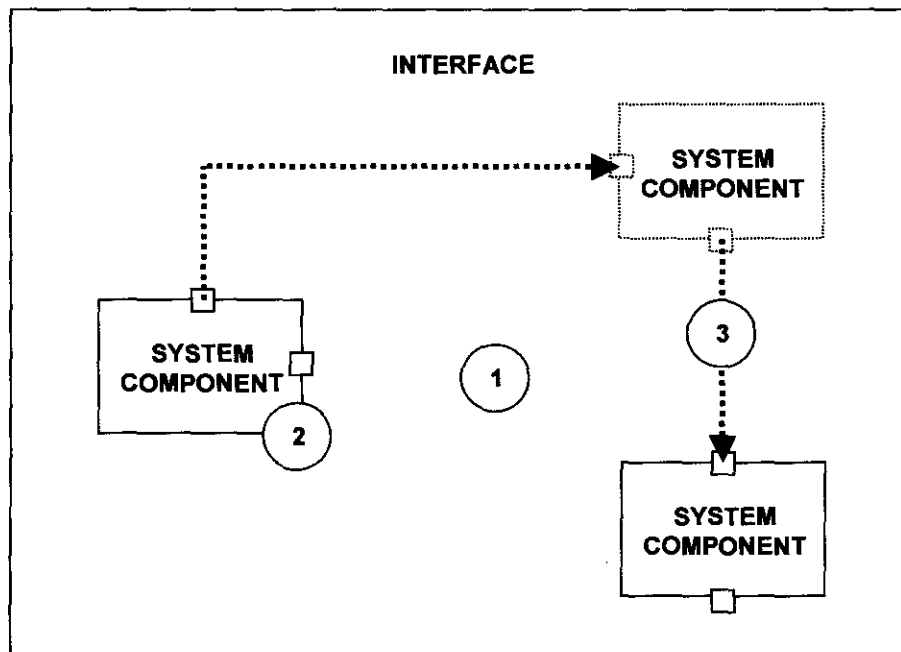 INTERFACE
SYSTEM
COMPONENT
SYSTEM
COMPONENT
3
1
2
SYSTEM
COMPONENT